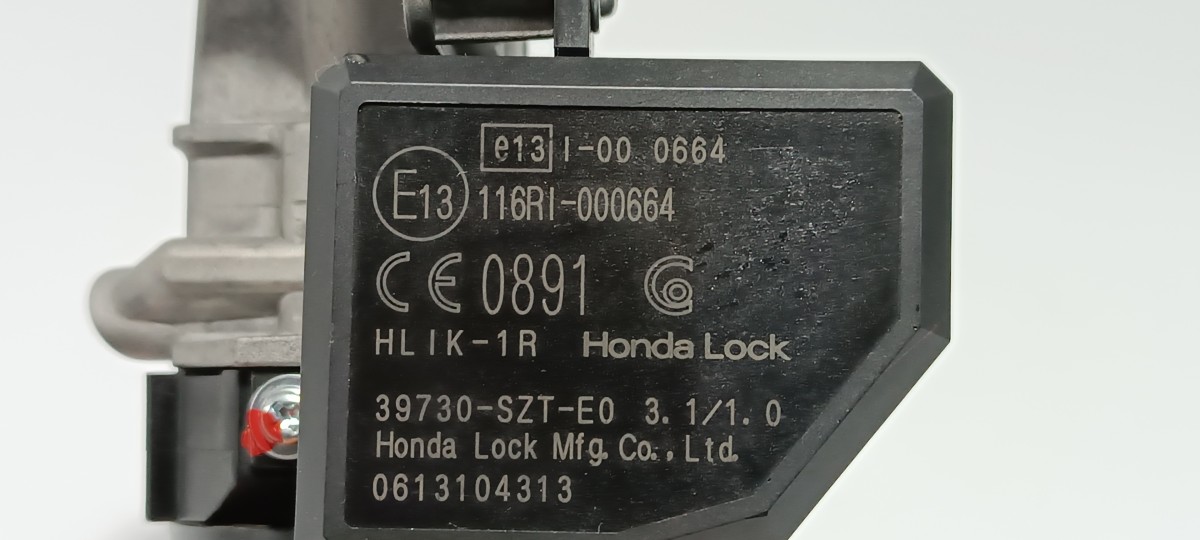 e13 I-00 0664
E13 116RI-000664
CE 0891
HLIK-1R Honda Lock
39730-SZT-E0 3.1/1.0
Honda Lock Mfg. Co., Ltd.
0613104313